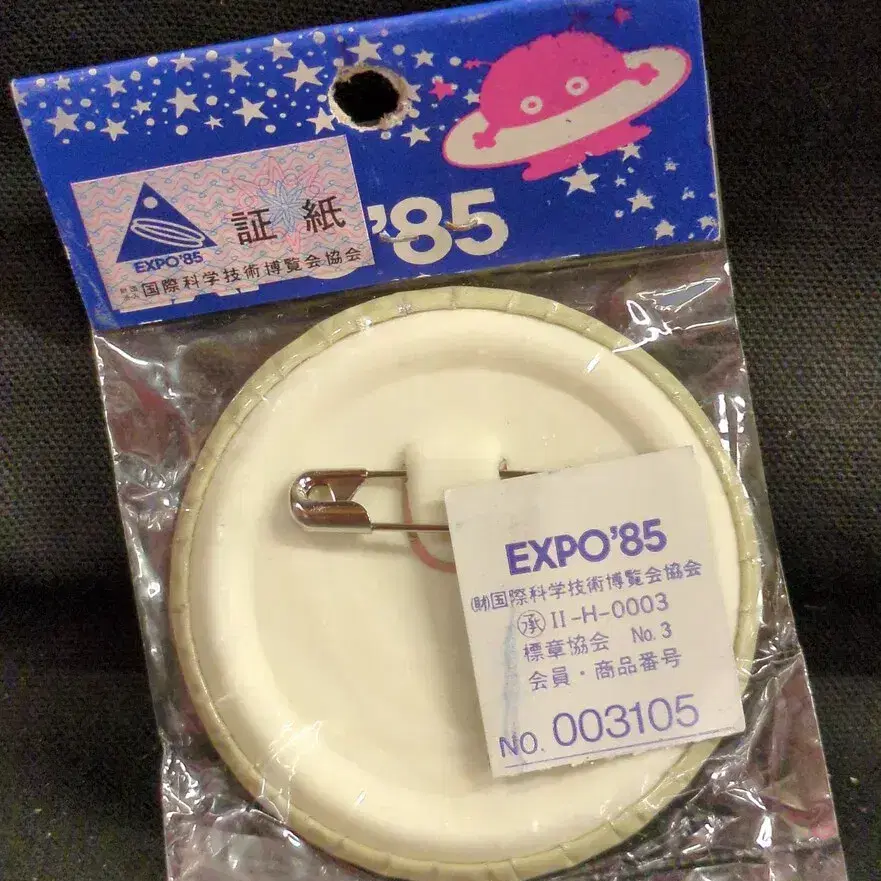 証紙
EXPO'85
財団法人 国際科学技術博覧会協会
'85
EXPO'85
㈶国際科学技術博覧会協会
㊢ II-H-0003
標章協会 No.3
会員・商品番号
NO. 003105